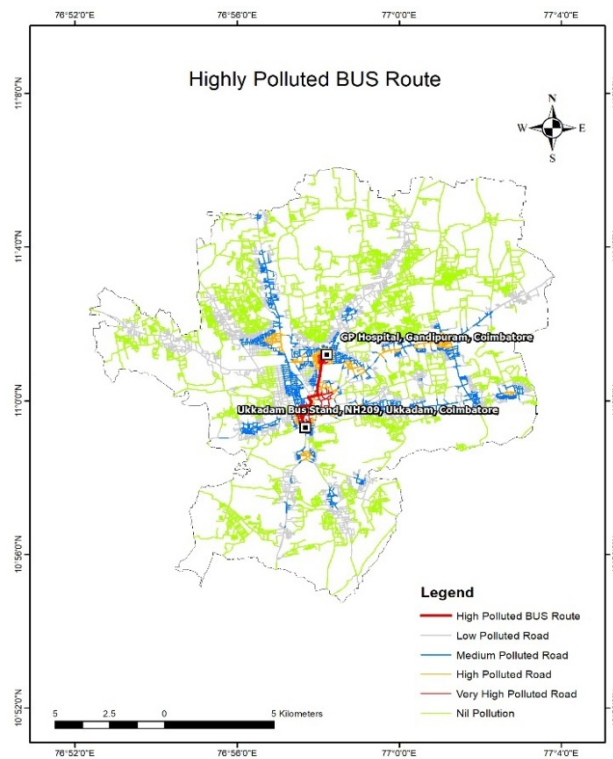 76°52'0"E 76°56'0"E 77°0'0"E 77°4'0"E
Highly Polluted BUS Route
11°8'0"N
N
W E
S
11°4'0"N
GP Hospital, Gandipuram, Coimbatore
11°0'0"N
Ukkadam Bus Stand, NH209, Ukkadam, Coimbatore
10°56'0"N
Legend
High Polluted BUS Route
Low Polluted Road
Medium Polluted Road
High Polluted Road
Very High Polluted Road
Nil Pollution
10°52'0"N
5 2.5 0 5 Kilometers
76°52'0"E 76°56'0"E 77°0'0"E 77°4'0"E